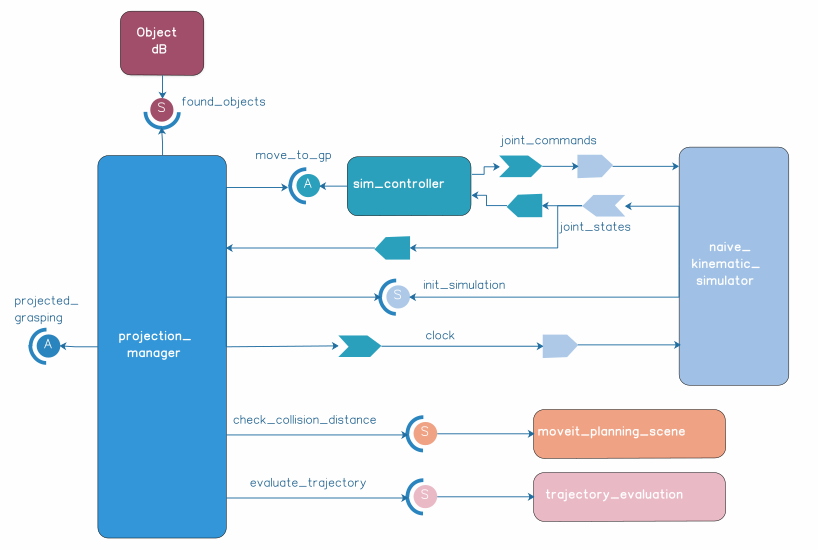 Object
dB
S
found_objects
joint_commands
move_to_gp
A
sim_controller
joint_states
naive_
kinematic_
simulator
init_simulation
S
projected_
grasping
A
projection_
manager
clock
check_collision_distance
S
moveit_planning_scene
evaluate_trajectory
S
trajectory_evaluation